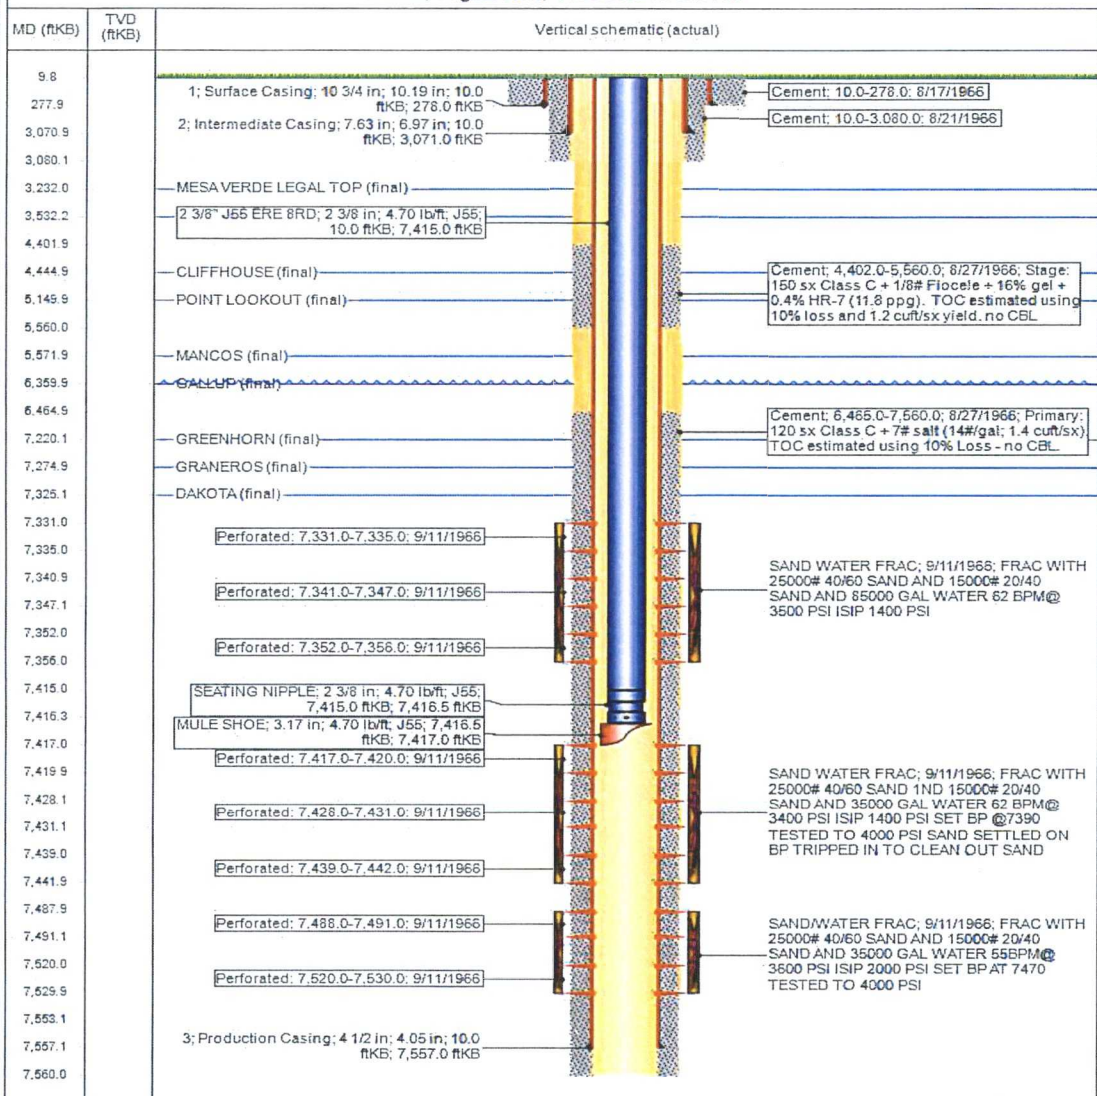 MD (ftKB)
TVD
(ftKB)
Vertical schematic (actual)
9.8
277.9
3,070.9
3,080.1
3,232.0
3,532.2
4,401.9
4,444.9
5,149.9
5,560.0
5,571.9
6,359.9
6,464.9
7,220.1
7,274.9
7,325.1
7,331.0
7,335.0
7,340.9
7,347.1
7,352.0
7,356.0
7,415.0
7,416.3
7,417.0
7,419.9
7,428.1
7,431.1
7,439.0
7,441.9
7,487.9
7,491.1
7,520.0
7,529.9
7,553.1
7,557.1
7,560.0
1; Surface Casing; 10 3/4 in; 10.19 in; 10.0
ftKB; 278.0 ftKB
2; Intermediate Casing; 7.63 in; 6.97 in; 10.0
ftKB; 3,071.0 ftKB
Cement; 10.0-278.0; 8/17/1966
Cement; 10.0-3,080.0; 8/21/1966
MESAVERDE LEGAL TOP (final)
2 3/8" J55 ERE 8RD; 2 3/8 in; 4.70 lb/ft; J55;
10.0 ftKB; 7,415.0 ftKB
CLIFFHOUSE (final)
POINT LOOKOUT (final)
Cement; 4,402.0-5,560.0; 8/27/1966; Stage:
150 sx Class C + 1/8# Flocele + 16% gel +
0.4% HR-7 (11.8 ppg). TOC estimated using
10% loss and 1.2 cuft/sx yield. no CBL
MANCOS (final)
GALLUP (final)
Cement; 6,465.0-7,560.0; 8/27/1966; Primary:
120 sx Class C + 7# salt (14#/gal; 1.4 cuft/sx).
TOC estimated using 10% Loss - no CBL.
GREENHORN (final)
GRANEROS (final)
DAKOTA (final)
Perforated; 7,331.0-7,335.0; 9/11/1966
Perforated; 7,341.0-7,347.0; 9/11/1966
Perforated; 7,352.0-7,356.0; 9/11/1966
SAND WATER FRAC; 9/11/1966; FRAC WITH
25000# 40/60 SAND AND 15000# 20/40
SAND AND 65000 GAL WATER 62 BPM@
3500 PSI ISIP 1400 PSI
SEATING NIPPLE; 2 3/8 in; 4.70 lb/ft; J55;
7,415.0 ftKB; 7,416.5 ftKB
MULE SHOE; 3.17 in; 4.70 lb/ft; J55; 7,416.5
ftKB; 7,417.0 ftKB
Perforated; 7,417.0-7,420.0; 9/11/1966
Perforated; 7,428.0-7,431.0; 9/11/1966
Perforated; 7,439.0-7,442.0; 9/11/1966
SAND WATER FRAC; 9/11/1966; FRAC WITH
25000# 40/60 SAND 1ND 15000# 20/40
SAND AND 35000 GAL WATER 62 BPM@
3400 PSI ISIP 1400 PSI SET BP @7390
TESTED TO 4000 PSI SAND SETTLED ON
BP TRIPPED IN TO CLEAN OUT SAND
Perforated; 7,488.0-7,491.0; 9/11/1966
Perforated; 7,520.0-7,530.0; 9/11/1966
SAND/WATER FRAC; 9/11/1966; FRAC WITH
25000# 40/60 SAND AND 15000# 20/40
SAND AND 35000 GAL WATER 55BPM@
3600 PSI ISIP 2000 PSI SET BP AT 7470
TESTED TO 4000 PSI
3; Production Casing; 4 1/2 in; 4.05 in; 10.0
ftKB; 7,557.0 ftKB